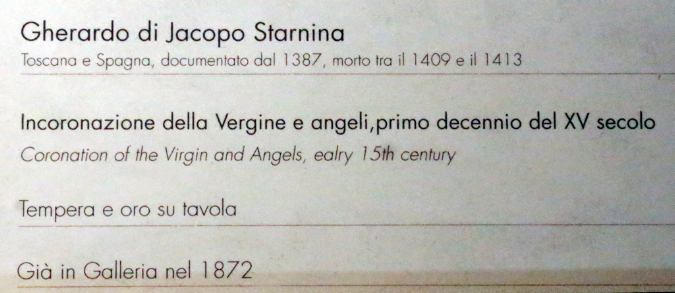 Gherardo di Jacopo Starnina
Toscana e Spagna, documentato dal 1387, morto tra il 1409 e il 1413
Incoronazione della Vergine e angeli,primo decennio del XV secolo
Coronation of the Virgin and Angels, ealry 15th century
Tempera e oro su tavola
Già in Galleria nel 1872